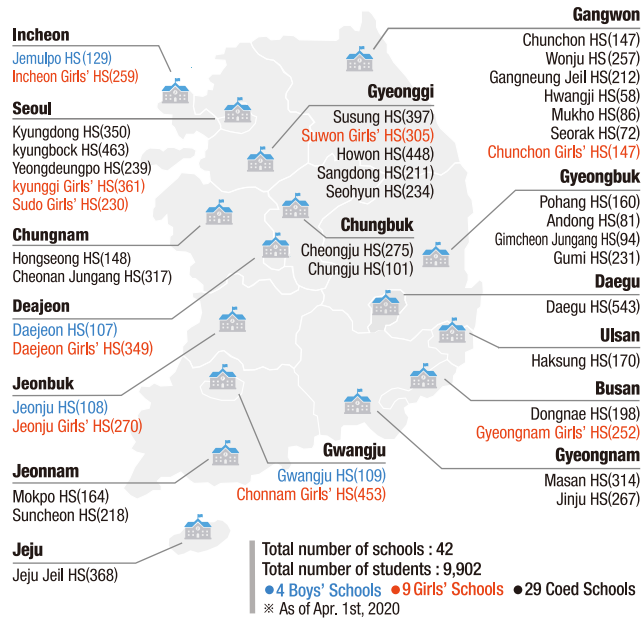 Incheon
Jemulpo HS(129)
Incheon Girls' HS(259)
Seoul
Kyungdong HS(350)
kyungbock HS(463)
Yeongdeungpo HS(239)
kyunggi Girls' HS(361)
Sudo Girls' HS(230)
Chungnam
Hongseong HS(148)
Cheonan Jungang HS(317)
Deajeon
Daejeon HS(107)
Daejeon Girls' HS(349)
Jeonbuk
Jeonju HS(108)
Jeonju Girls' HS(270)
Jeonnam
Mokpo HS(164)
Suncheon HS(218)
Jeju
Jeju Jeil HS(368)
Gyeonggi
Susung HS(397)
Suwon Girls' HS(305)
Howon HS(448)
Sangdong HS(211)
Seohyun HS(234)
Chungbuk
Cheongju HS(275)
Chungju HS(101)
Gwangju
Gwangju HS(109)
Chonnam Girls' HS(453)
Gangwon
Chunchon HS(147)
Wonju HS(257)
Gangneung Jeil HS(212)
Hwangji HS(58)
Mukho HS(86)
Seorak HS(72)
Chunchon Girls' HS(147)
Gyeongbuk
Pohang HS(160)
Andong HS(81)
Gimcheon Jungang HS(94)
Gumi HS(231)
Daegu
Daegu HS(543)
Ulsan
Haksung HS(170)
Busan
Dongnae HS(198)
Gyeongnam Girls' HS(252)
Gyeongnam
Masan HS(314)
Jinju HS(267)
Total number of schools : 42
Total number of students : 9,902
● 4 Boys' Schools ● 9 Girls' Schools ● 29 Coed Schools
※ As of Apr. 1st, 2020